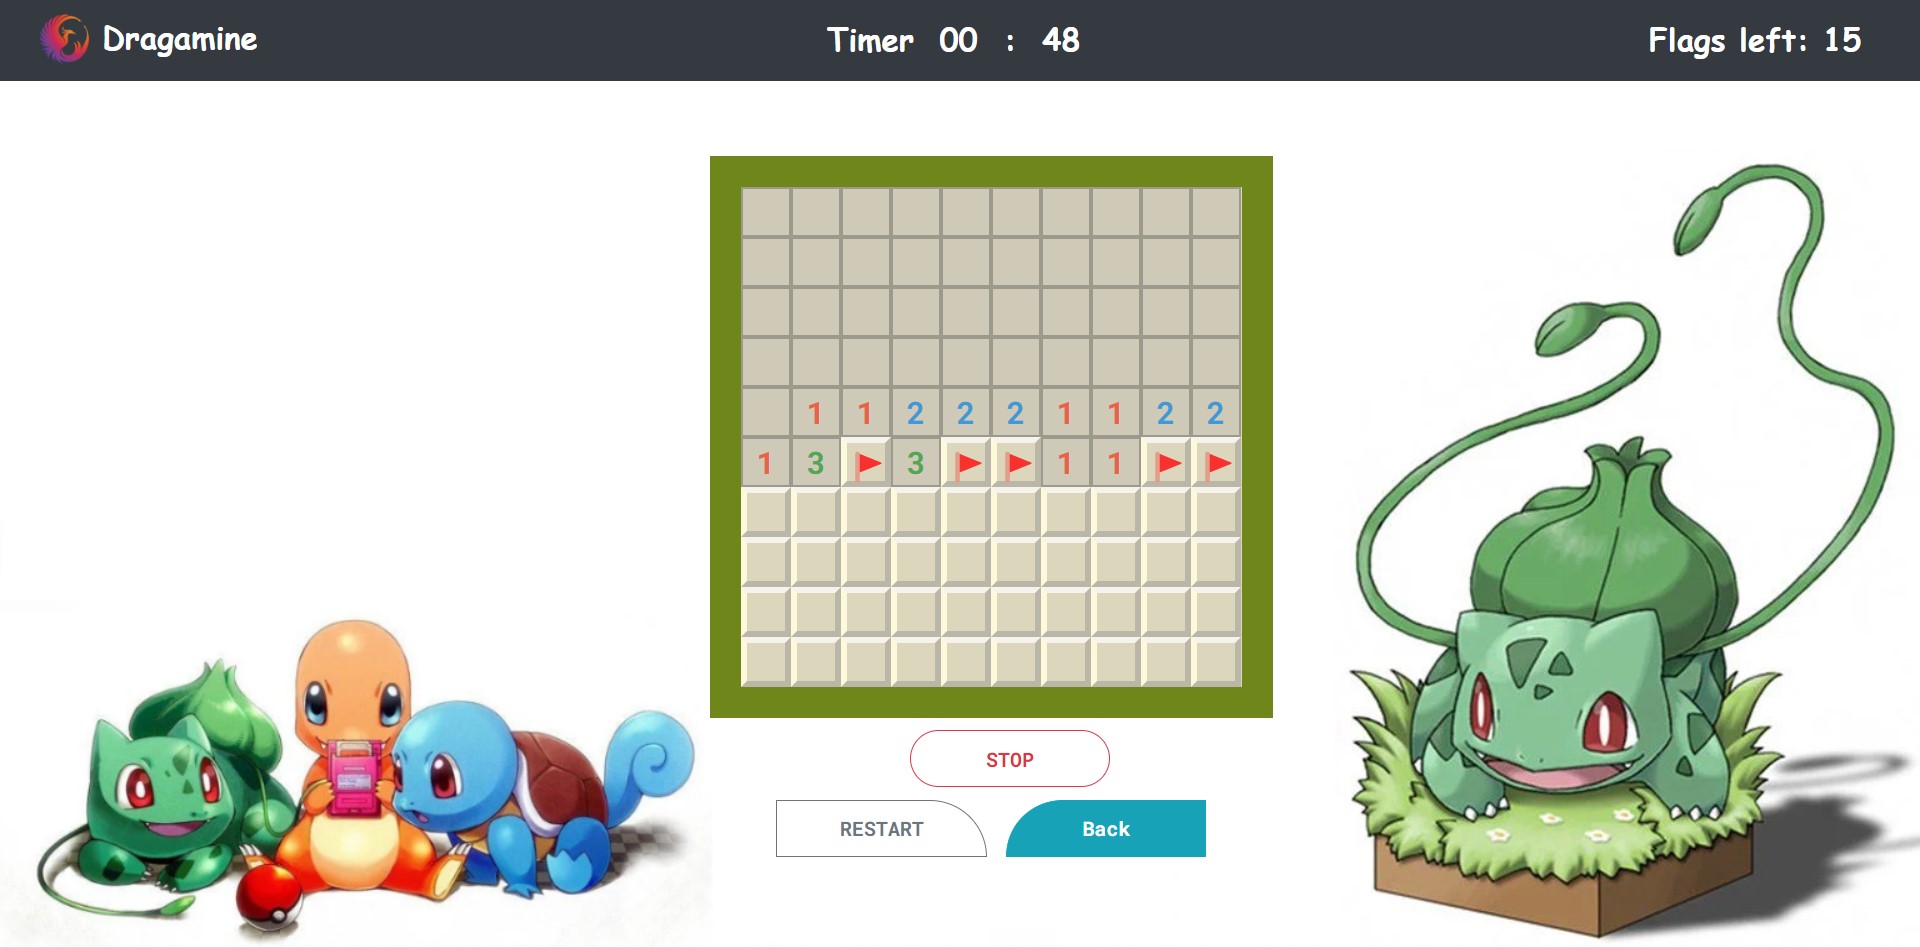 Dragamine
Timer 00 : 48
Flags left: 15
1 1 2 2 2 1 1 2 2
1 3 3 1 1
STOP
RESTART
Back